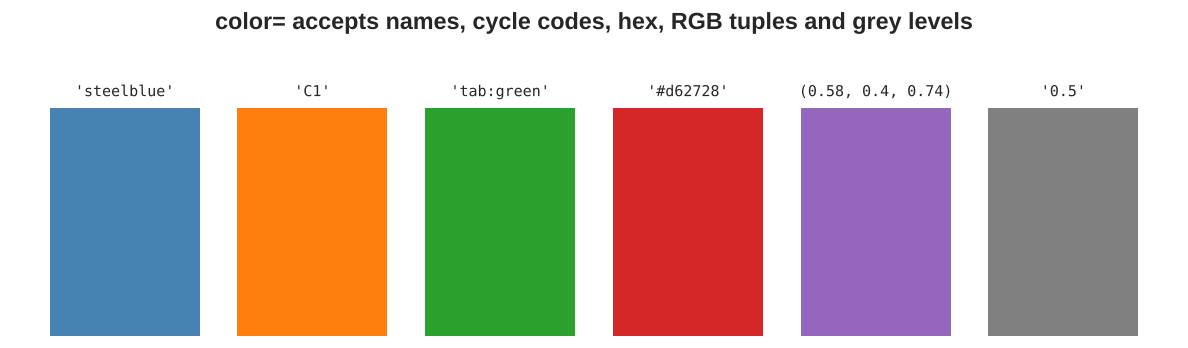 color= accepts names, cycle codes, hex, RGB tuples and grey levels
'steelblue' 'C1' 'tab:green' '#d62728' (0.58, 0.4, 0.74) '0.5'